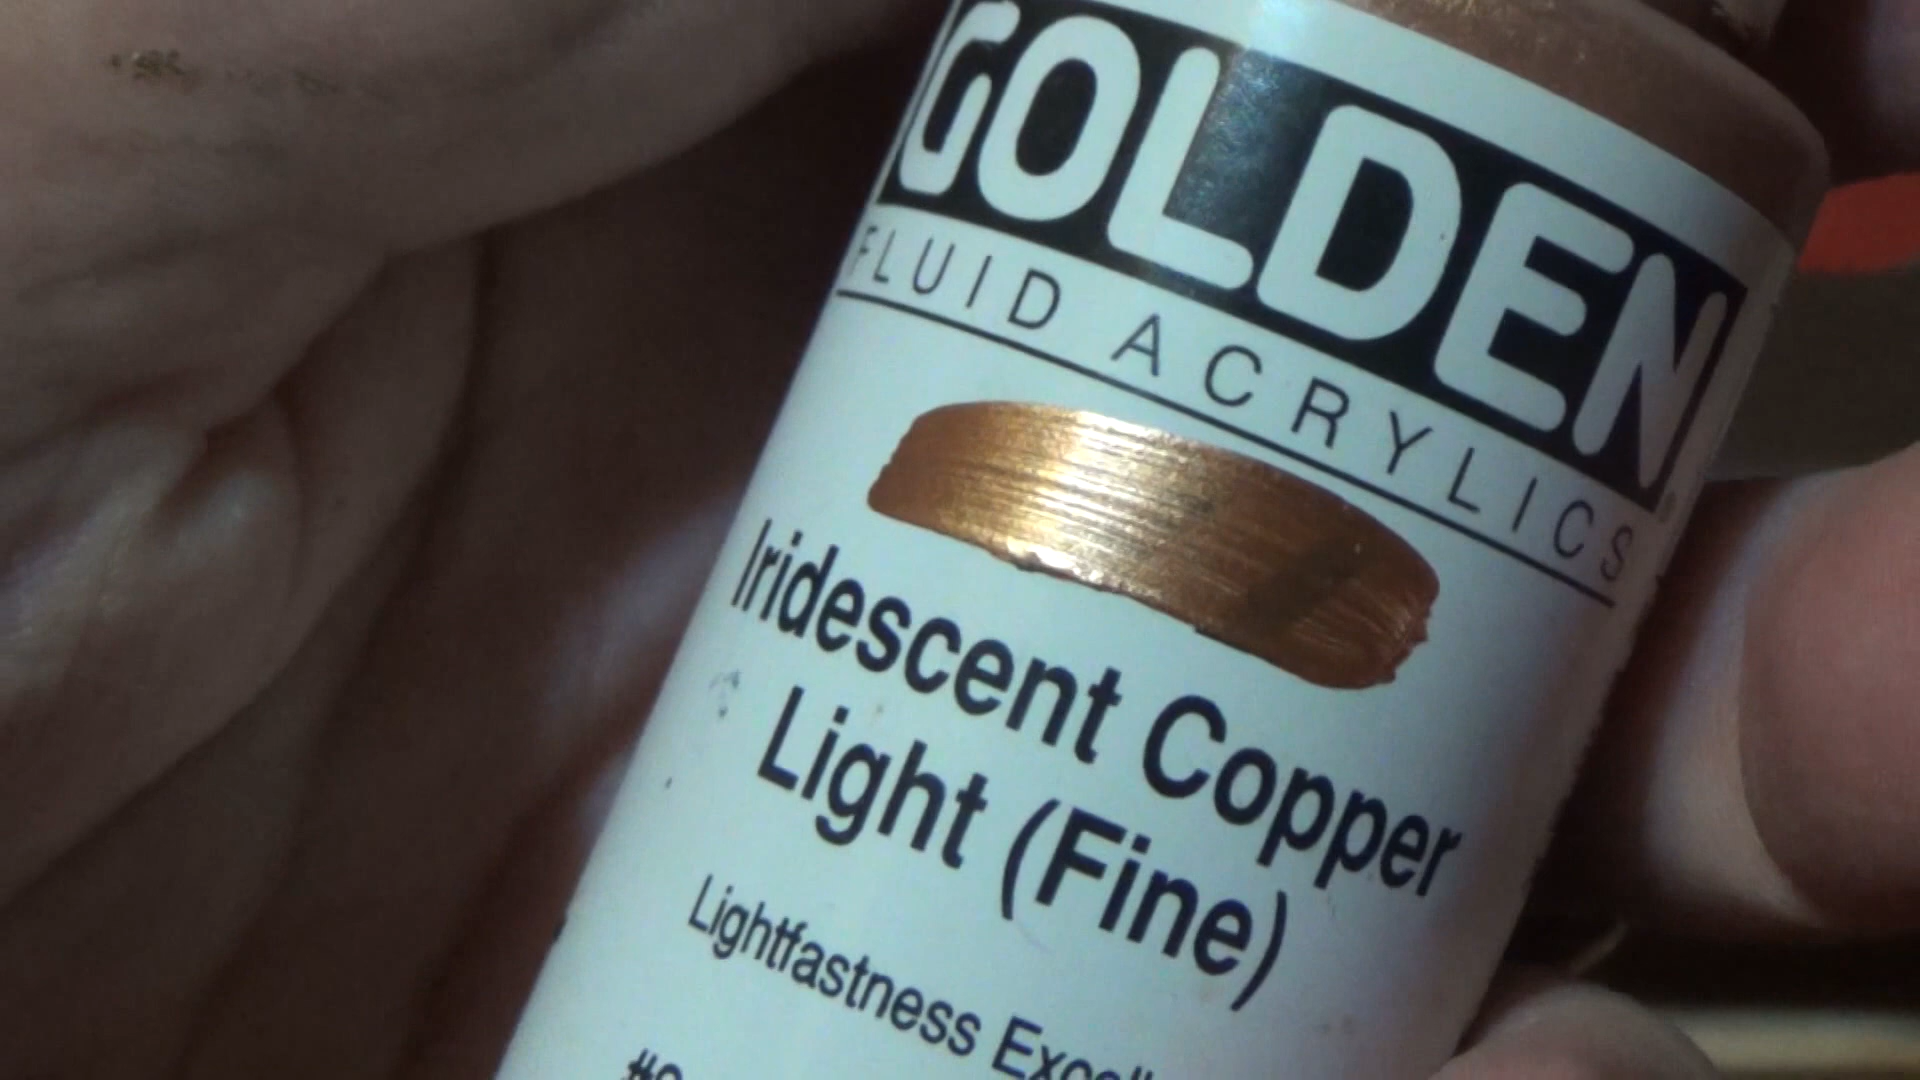 GOLDEN
FLUID ACRYLICS
Iridescent Copper
Light (Fine)
Lightfastness